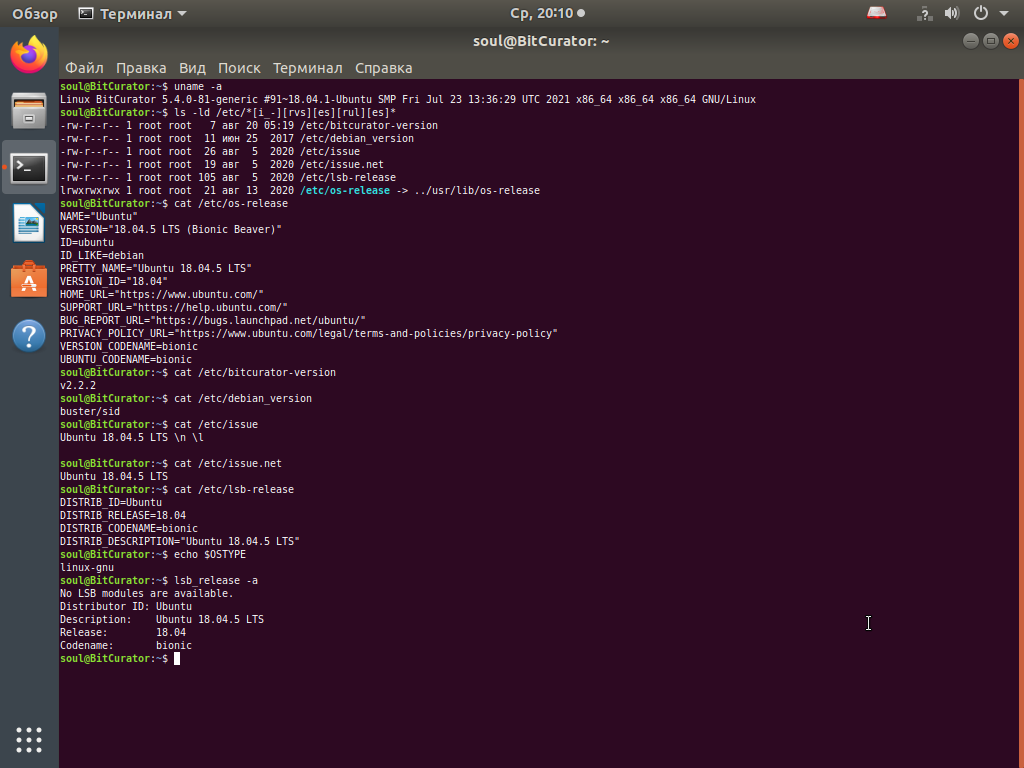 Обзор Терминал Ср, 20:10
soul@BitCurator: ~
Файл Правка Вид Поиск Терминал Справка
soul@BitCurator:~$ uname -a
Linux BitCurator 5.4.0-81-generic #91~18.04.1-Ubuntu SMP Fri Jul 23 13:36:29 UTC 2021 x86_64 x86_64 x86_64 GNU/Linux
soul@BitCurator:~$ ls -ld /etc/*[i_-][rvs][es][rul][es]*
-rw-r--r-- 1 root root   7 авг 20 05:19 /etc/bitcurator-version
-rw-r--r-- 1 root root  11 июн 25  2017 /etc/debian_version
-rw-r--r-- 1 root root  26 авг  5  2020 /etc/issue
-rw-r--r-- 1 root root  19 авг  5  2020 /etc/issue.net
-rw-r--r-- 1 root root 105 авг  5  2020 /etc/lsb-release
lrwxrwxrwx 1 root root  21 авг 13  2020 /etc/os-release -> ../usr/lib/os-release
soul@BitCurator:~$ cat /etc/os-release
NAME="Ubuntu"
VERSION="18.04.5 LTS (Bionic Beaver)"
ID=ubuntu
ID_LIKE=debian
PRETTY_NAME="Ubuntu 18.04.5 LTS"
VERSION_ID="18.04"
HOME_URL="https://www.ubuntu.com/"
SUPPORT_URL="https://help.ubuntu.com/"
BUG_REPORT_URL="https://bugs.launchpad.net/ubuntu/"
PRIVACY_POLICY_URL="https://www.ubuntu.com/legal/terms-and-policies/privacy-policy"
VERSION_CODENAME=bionic
UBUNTU_CODENAME=bionic
soul@BitCurator:~$ cat /etc/bitcurator-version
v2.2.2
soul@BitCurator:~$ cat /etc/debian_version
buster/sid
soul@BitCurator:~$ cat /etc/issue
Ubuntu 18.04.5 LTS \n \l

soul@BitCurator:~$ cat /etc/issue.net
Ubuntu 18.04.5 LTS
soul@BitCurator:~$ cat /etc/lsb-release
DISTRIB_ID=Ubuntu
DISTRIB_RELEASE=18.04
DISTRIB_CODENAME=bionic
DISTRIB_DESCRIPTION="Ubuntu 18.04.5 LTS"
soul@BitCurator:~$ echo $OSTYPE
linux-gnu
soul@BitCurator:~$ lsb_release -a
No LSB modules are available.
Distributor ID: Ubuntu
Description:    Ubuntu 18.04.5 LTS
Release:        18.04
Codename:       bionic
soul@BitCurator:~$